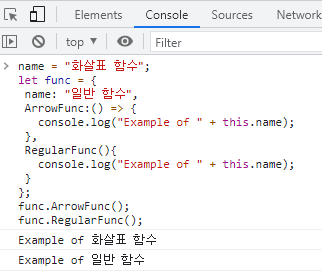 Elements Console Sources
top Filter
name = "화살표 함수";
let func = {
name: "일반 함수",
ArrowFunc:() => {
console.log("Example of " + this.name);
},
RegularFunc(){
console.log("Example of " + this.name);
}
};
func.ArrowFunc();
func.RegularFunc();
Example of 화살표 함수
Example of 일반 함수